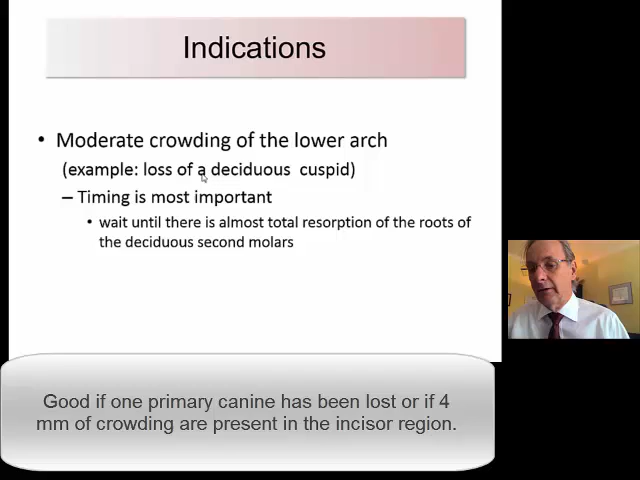 Indications
• Moderate crowding of the lower arch
(example: loss of a deciduous cuspid)
– Timing is most important
• wait until there is almost total resorption of the roots of
the deciduous second molars
Good if one primary canine has been lost or if 4
mm of crowding are present in the incisor region.